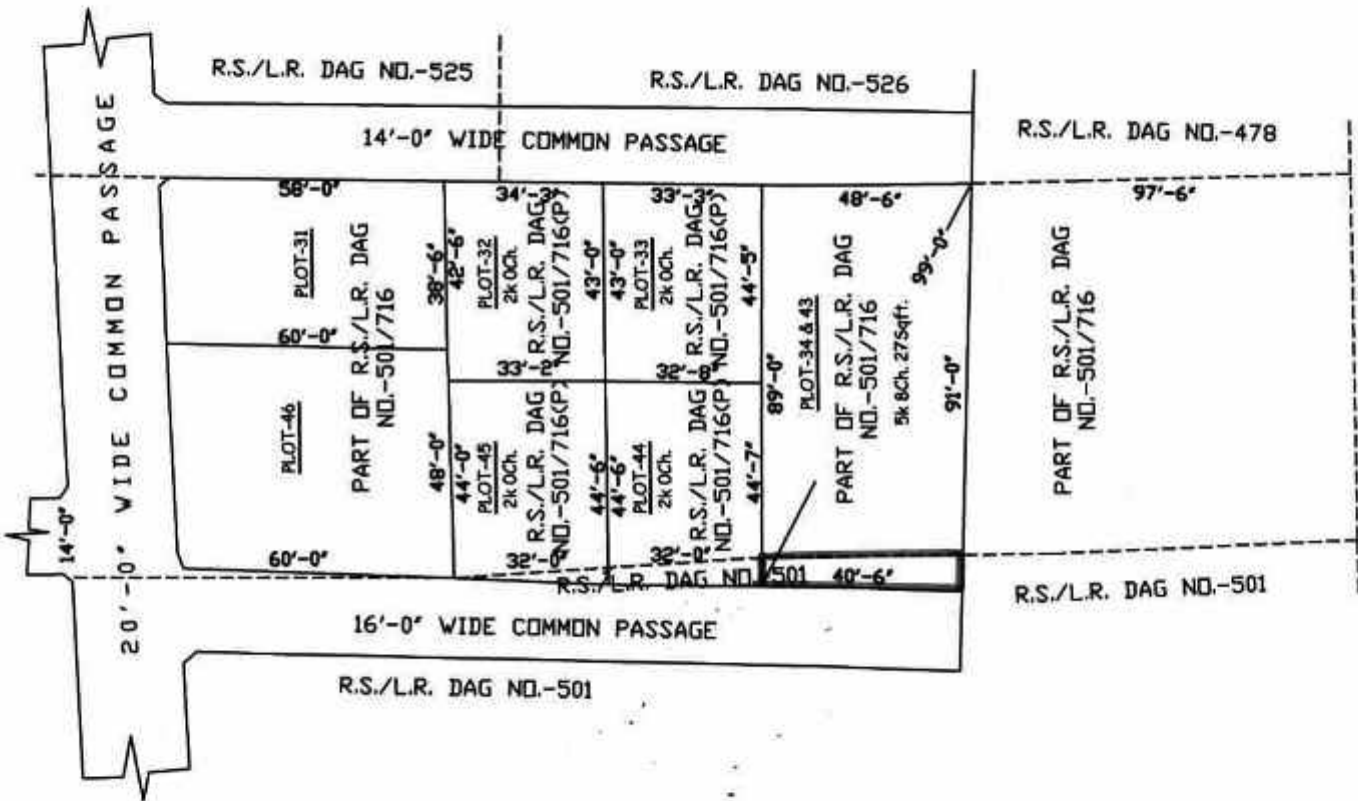 R.S./L.R. DAG NO.-525
R.S./L.R. DAG NO.-526
R.S./L.R. DAG NO.-478
14'-0" WIDE COMMON PASSAGE
20'-0" WIDE COMMON PASSAGE
14'-0"
58'-0"
34'-3"
33'-3"
48'-6"
97'-6"
PLOT-31
PART OF R.S./L.R. DAG
NO.-501/716
38'-6"
42'-6"
PLOT-32
2k 0Ch.
R.S./L.R. DAG
NO.-501/716(P)
43'-0"
43'-0"
PLOT-33
2k 0Ch.
R.S./L.R. DAG
NO.-501/716(P)
44'-5"
89'-0"
PLOT-34 & 43
PART OF R.S./L.R. DAG
NO.-501/716
5k 8Ch. 27Sqft.
99'-0"
91'-0"
PART OF R.S./L.R. DAG
NO.-501/716
60'-0"
33'-2"
32'-8"
PLOT-46
48'-0"
44'-0"
PLOT-45
2k 0Ch.
R.S./L.R. DAG
NO.-501/716(P)
44'-6"
44'-6"
PLOT-44
2k 0Ch.
R.S./L.R. DAG
NO.-501/716(P)
44'-7"
60'-0"
32'-0"
32'-0"
40'-6"
R.S./L.R. DAG NO.-501
R.S./L.R. DAG NO.-501
16'-0" WIDE COMMON PASSAGE
R.S./L.R. DAG NO.-501